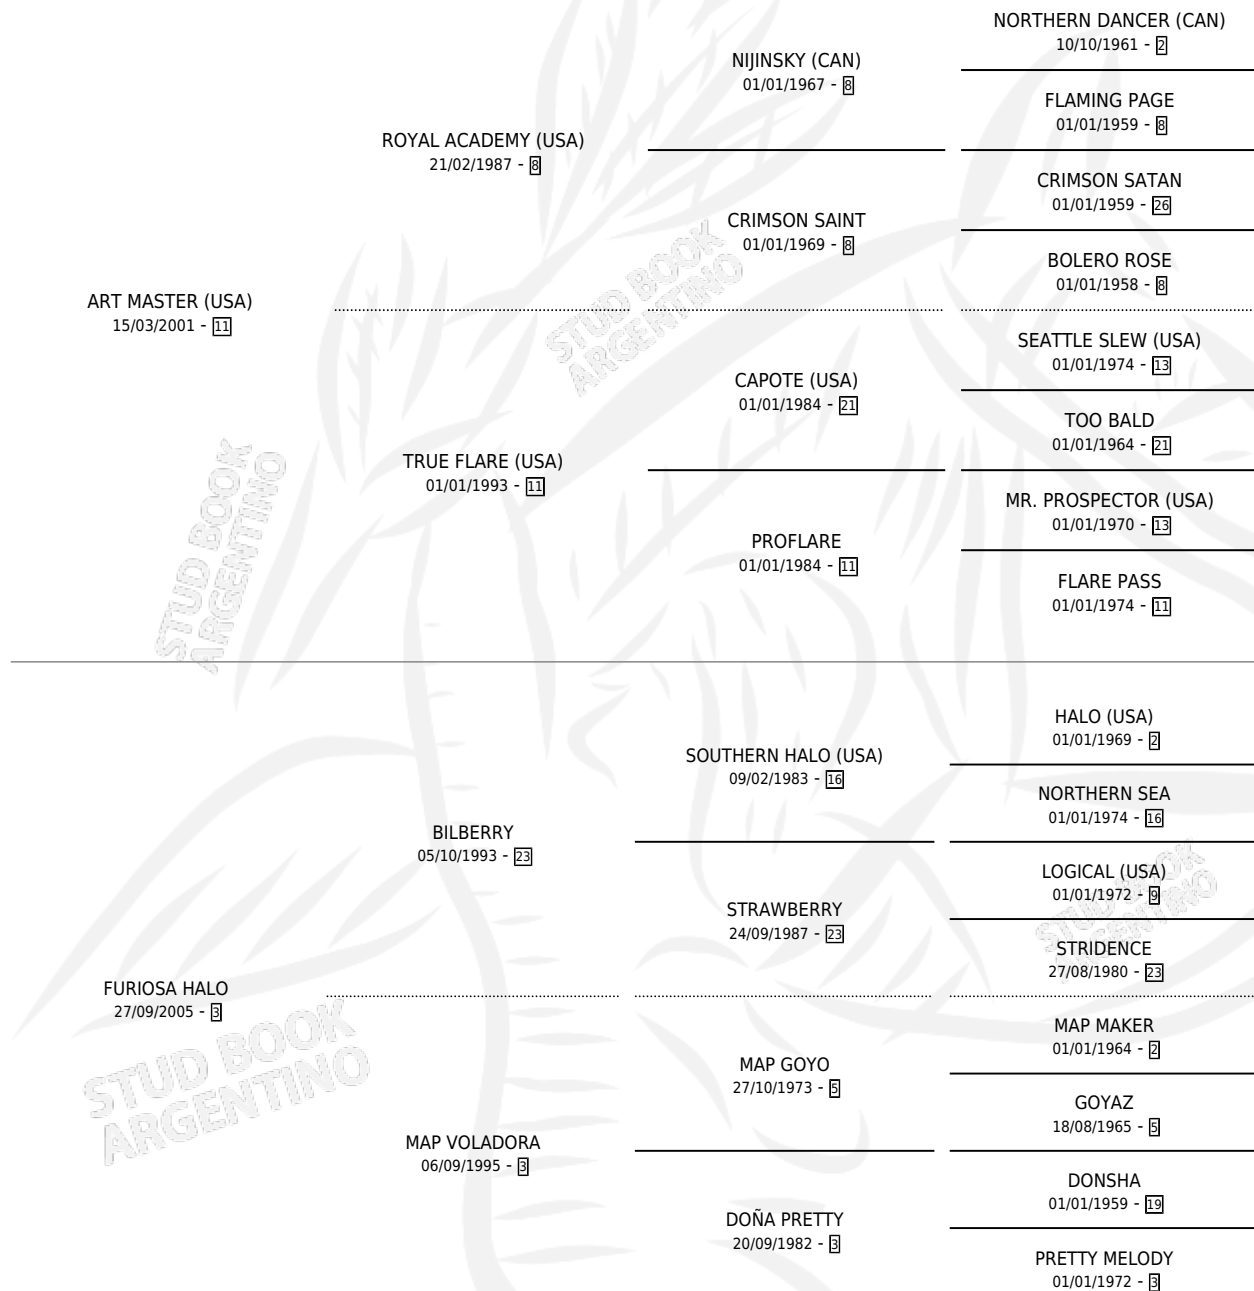 NORTHERN DANCER (CAN)
10/10/1961 - 2
NIJINSKY (CAN)
01/01/1967 - 8
FLAMING PAGE
01/01/1959 - 8
ROYAL ACADEMY (USA)
21/02/1987 - 8
CRIMSON SATAN
01/01/1959 - 26
CRIMSON SAINT
01/01/1969 - 8
BOLERO ROSE
01/01/1958 - 8
ART MASTER (USA)
15/03/2001 - 11
SEATTLE SLEW (USA)
01/01/1974 - 13
CAPOTE (USA)
01/01/1984 - 21
TOO BALD
01/01/1964 - 21
TRUE FLARE (USA)
01/01/1993 - 11
MR. PROSPECTOR (USA)
01/01/1970 - 13
PROFLARE
01/01/1984 - 11
FLARE PASS
01/01/1974 - 11
HALO (USA)
01/01/1969 - 2
SOUTHERN HALO (USA)
09/02/1983 - 16
NORTHERN SEA
01/01/1974 - 16
BILBERRY
05/10/1993 - 23
LOGICAL (USA)
01/01/1972 - 9
STRAWBERRY
24/09/1987 - 23
STRIDENCE
27/08/1980 - 23
FURIOSA HALO
27/09/2005 - 3
MAP MAKER
01/01/1964 - 2
MAP GOYO
27/10/1973 - 5
GOYAZ
18/08/1965 - 5
MAP VOLADORA
06/09/1995 - 3
DONSHA
01/01/1959 - 19
DOÑA PRETTY
20/09/1982 - 3
PRETTY MELODY
01/01/1972 - 3
STUD BOOK
ARGENTINO
STUD BOOK
ARGENTINO
STUD BOOK
ARGENTINO
STUD BOOK
ARGENTINO